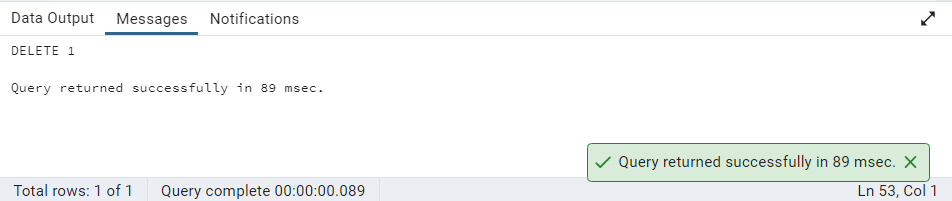 Data Output Messages Notifications
DELETE 1
Query returned successfully in 89 msec.
Query returned successfully in 89 msec.
Total rows: 1 of 1 Query complete 00:00:00.089 Ln 53, Col 1